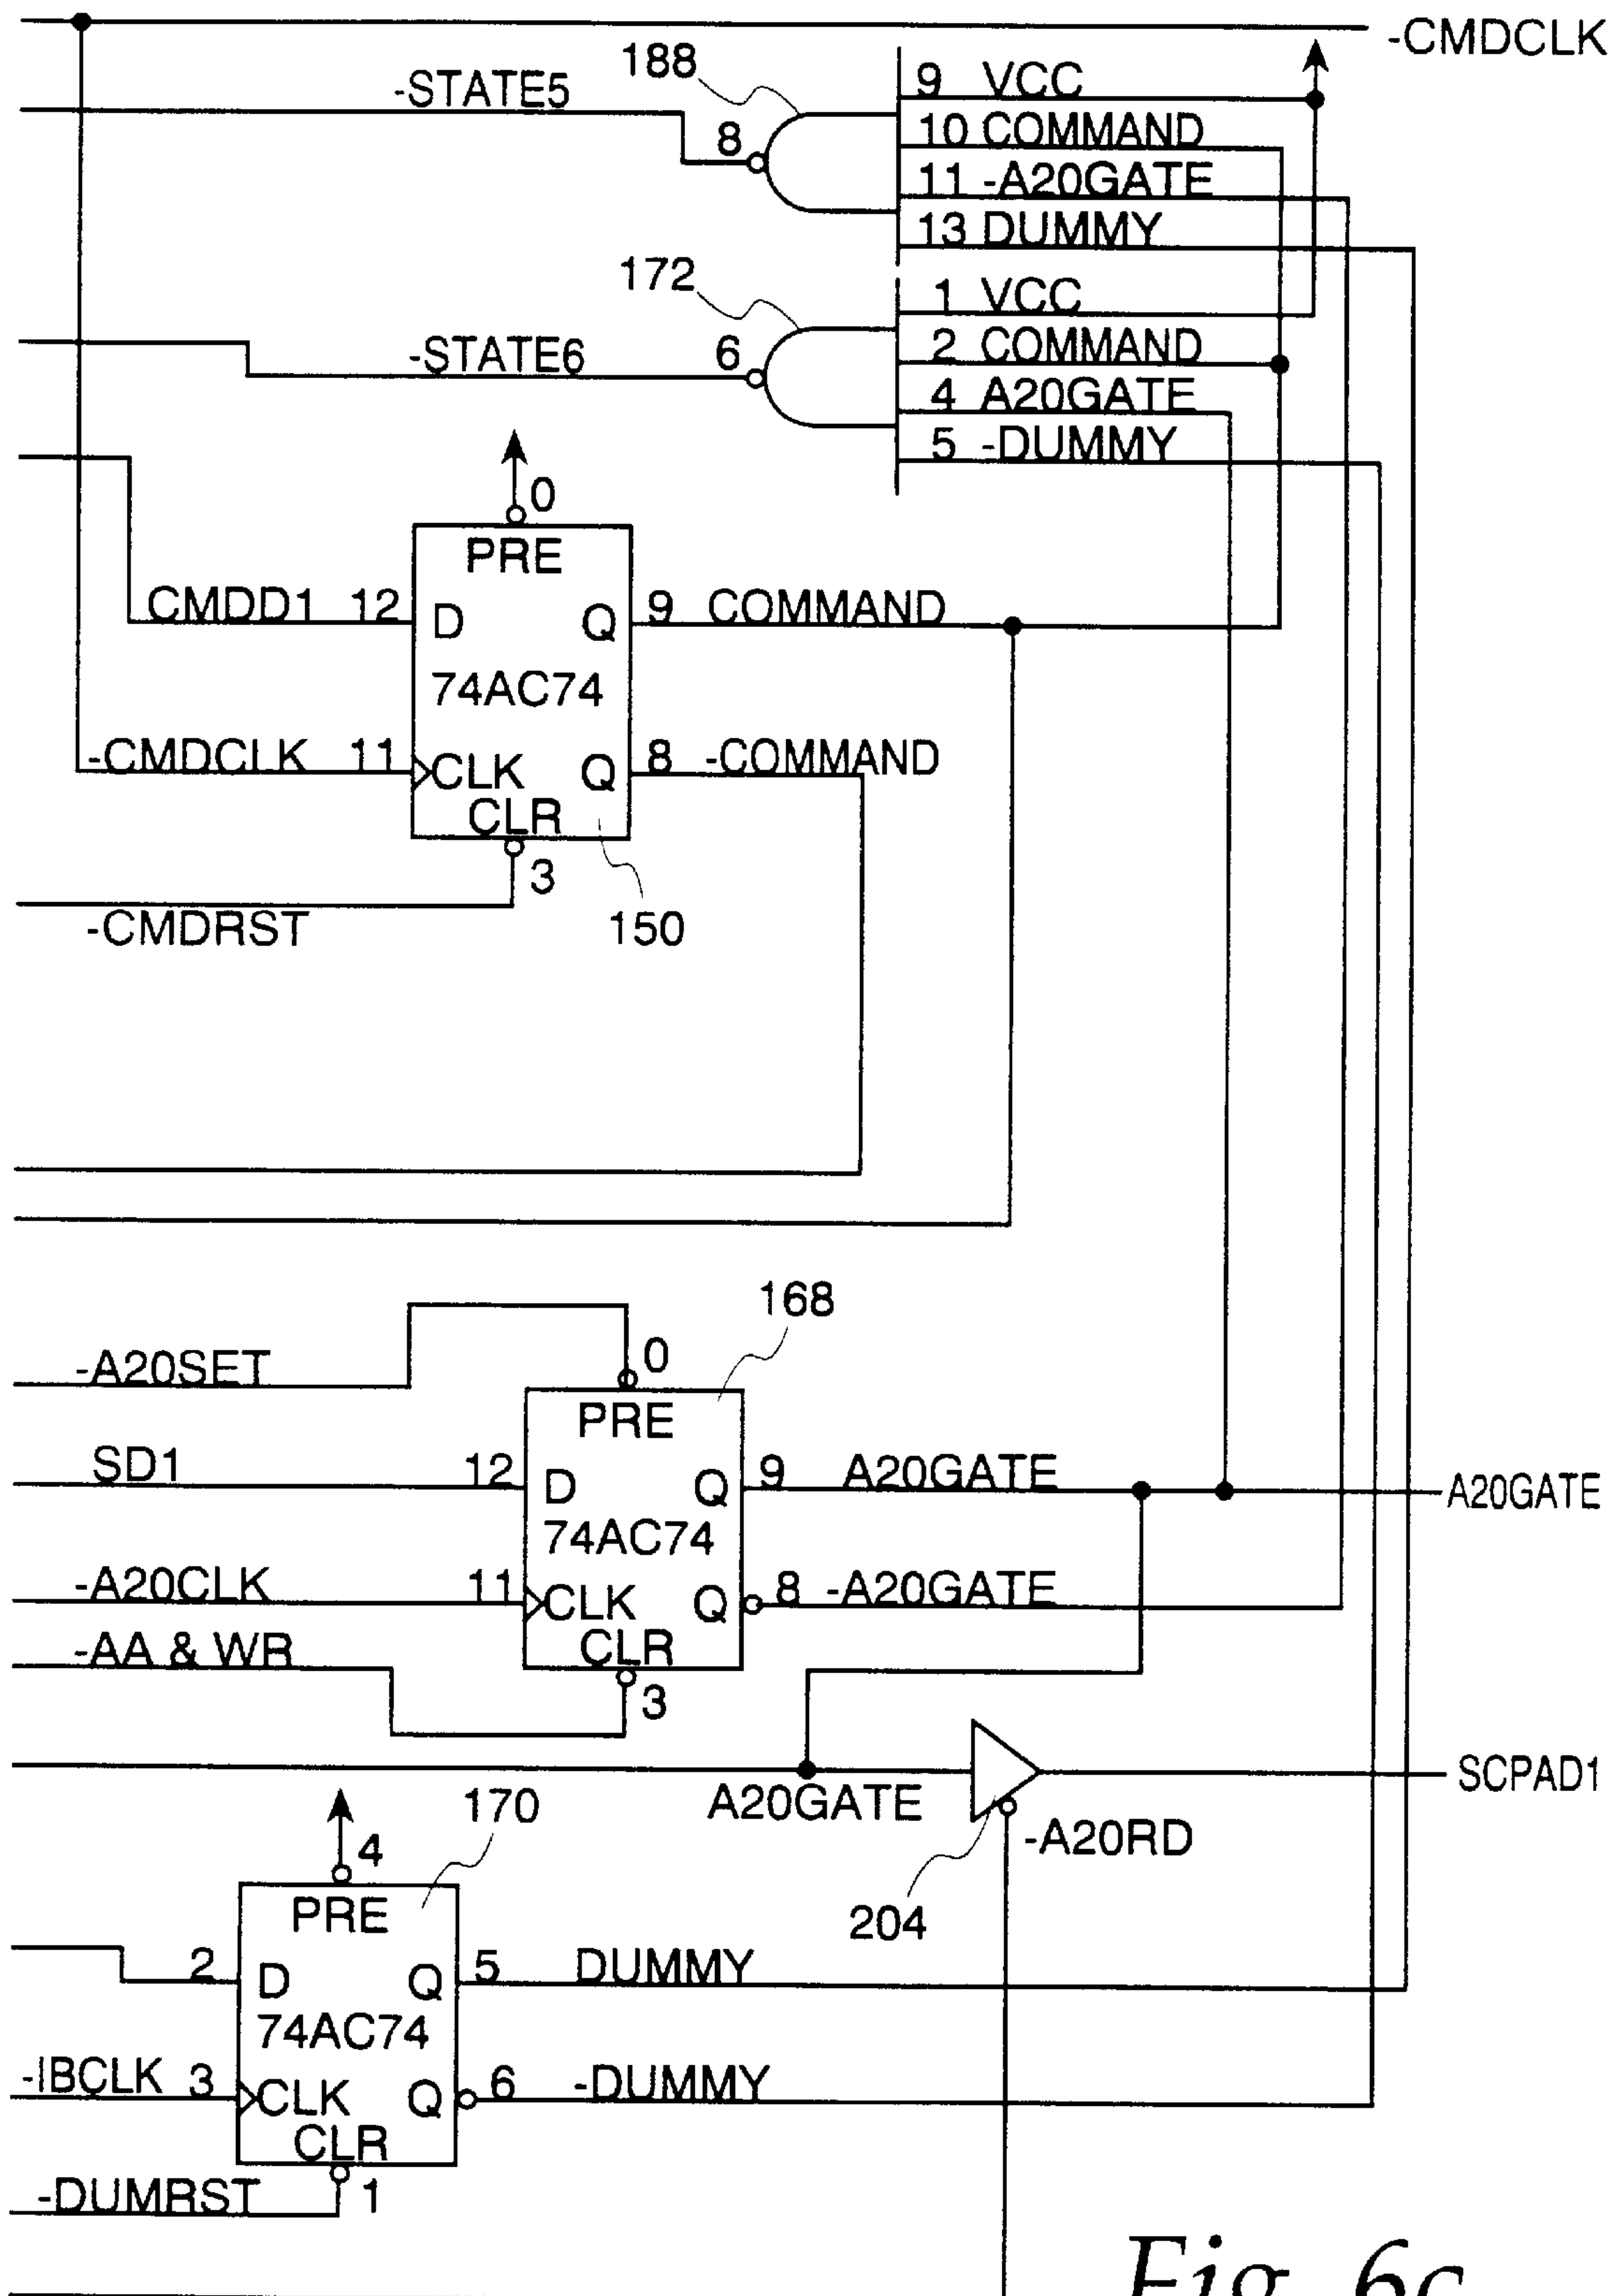 -CMDCLK
188
9 VCC
-STATE5
10 COMMAND
8
11 -A20GATE
13 DUMMY
172
1 VCC
-STATE6
6
2 COMMAND
4 A20GATE
5 -DUMMY
0
PRE
CMDD1 12
D Q
9 COMMAND
74AC74
-CMDCLK 11
CLK Q
8 -COMMAND
CLR
3
-CMDRST
150
168
0
-A20SET
PRE
SD1
12
D Q
9 A20GATE
A20GATE
74AC74
-A20CLK
11
CLK Q
8 -A20GATE
-AA & WR
CLR
3
SCPAD1
A20GATE
170
-A20RD
4
204
PRE
2
D Q
5 DUMMY
74AC74
-IBCLK 3
CLK Q
6 -DUMMY
CLR
-DUMRST
1
Fig. 6c